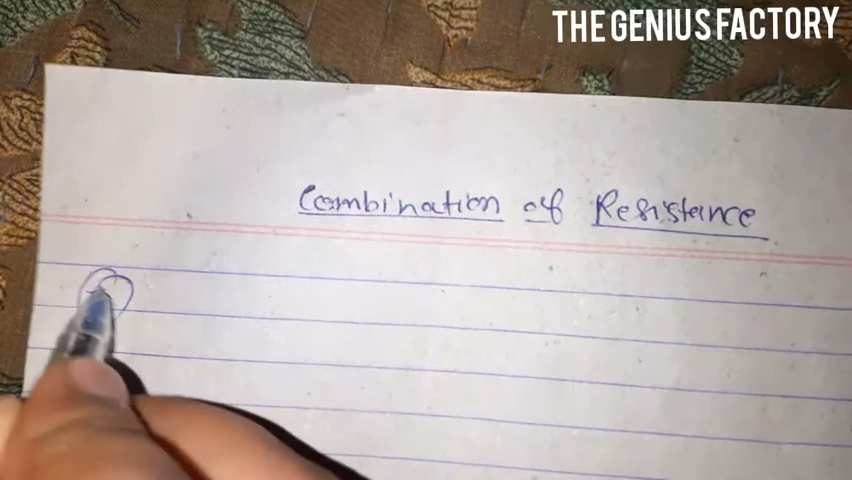 THE GENIUS FACTORY
Combination of Resistance